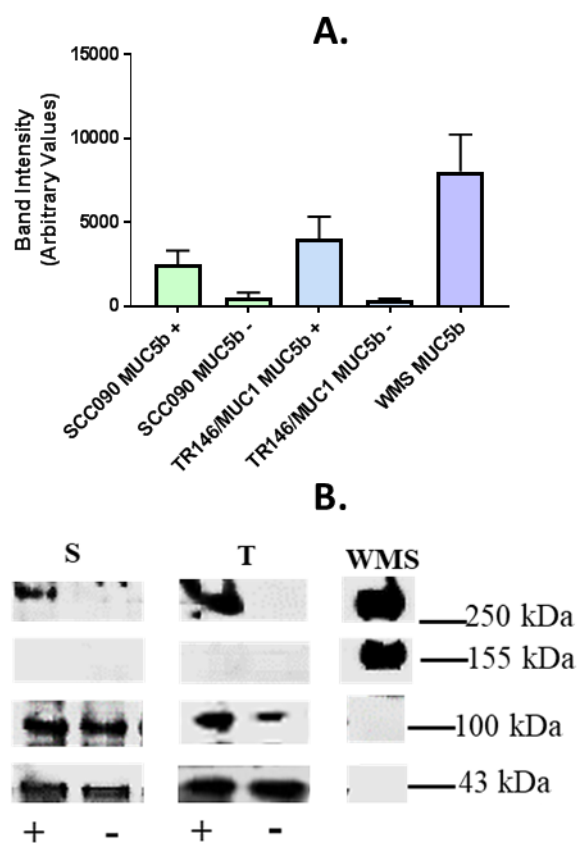 A.
15000
10000
5000
0
Band Intensity
(Arbitrary Values)
SCC090 MUC5b +
SCC090 MUC5b -
TR146/MUC1 MUC5b +
TR146/MUC1 MUC5b -
WMS MUC5b
B.
S T WMS
250 kDa
155 kDa
100 kDa
43 kDa
+ - + -